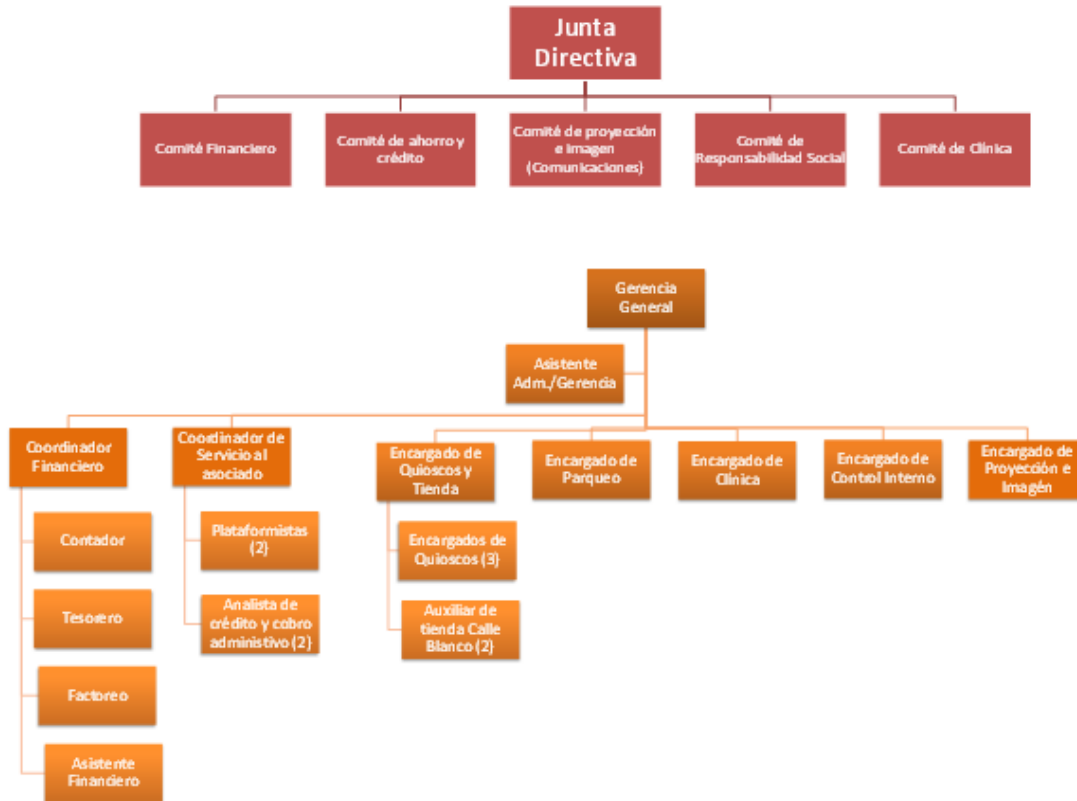 Junta
Directiva
Comité Financiero
Comité de ahorro y
crédito
Comité de proyección
e imagen
(Comunicaciones)
Comité de
Responsabilidad Social
Comité de Clínica
Gerencia
General
Asistente
Adm./Gerencia
Coordinador
Financiero
Coordinador de
Servicio al
asociado
Encargado de
Quioscos y
Tienda
Encargado de
Parqueo
Encargado de
Clínica
Encargado de
Control Interno
Encargado de
Proyección e
Imagén
Contador
Tesorero
Factoreo
Asistente
Financiero
Plataformistas
(2)
Analista de
crédito y cobro
administivo (2)
Encargados de
Quioscos (3)
Auxiliar de
tienda Calle
Blanco (2)